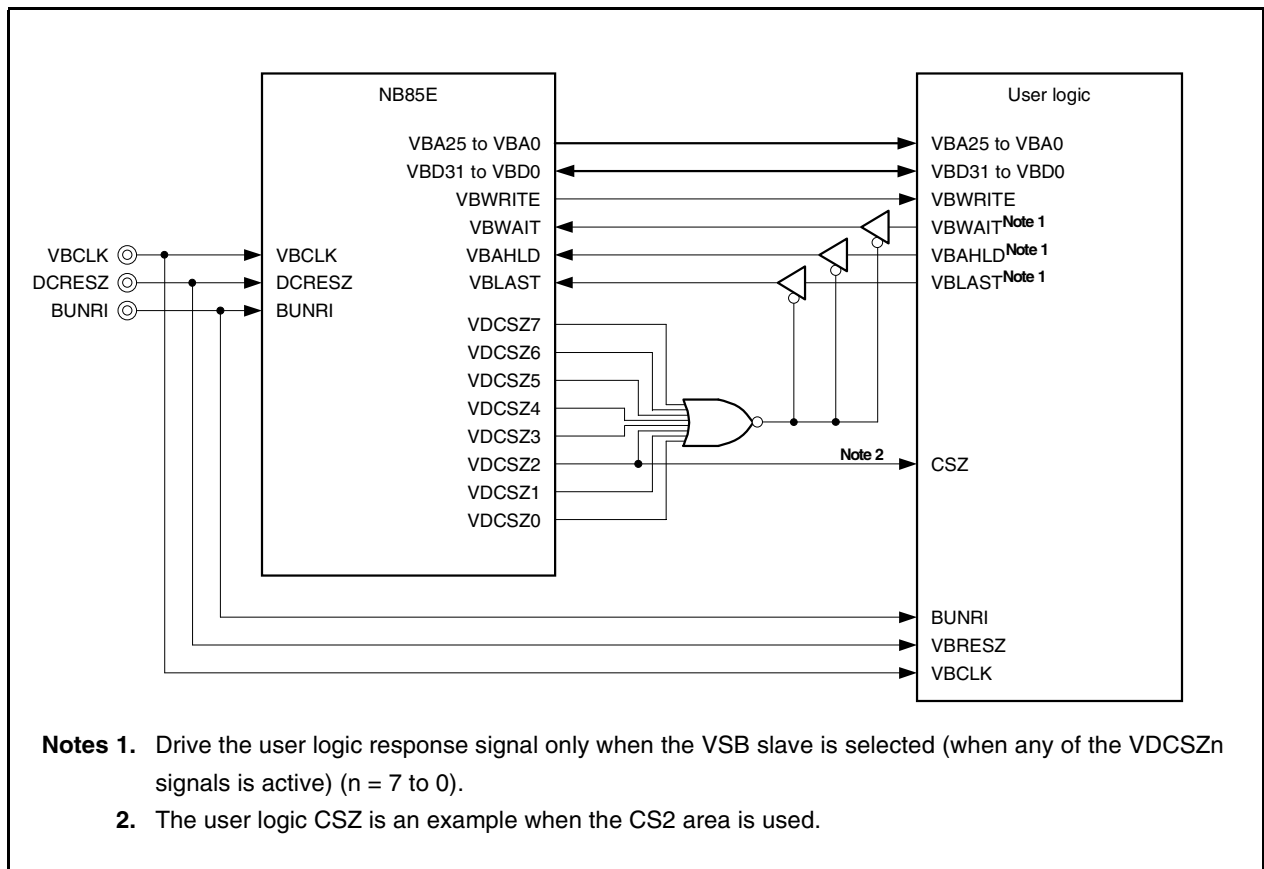 NB85E
User logic
VBA25 to VBA0
VBA25 to VBA0
VBD31 to VBD0
VBD31 to VBD0
VBWRITE
VBWRITE
VBWAIT
VBWAITNote 1
VBCLK
VBCLK
VBAHLD
VBAHLDNote 1
DCRESZ
DCRESZ
VBLAST
VBLASTNote 1
BUNRI
BUNRI
VDCSZ7
VDCSZ6
VDCSZ5
VDCSZ4
VDCSZ3
VDCSZ2
Note 2
CSZ
VDCSZ1
VDCSZ0
BUNRI
VBRESZ
VBCLK
Notes 1. Drive the user logic response signal only when the VSB slave is selected (when any of the VDCSZn
signals is active) (n = 7 to 0).
2. The user logic CSZ is an example when the CS2 area is used.